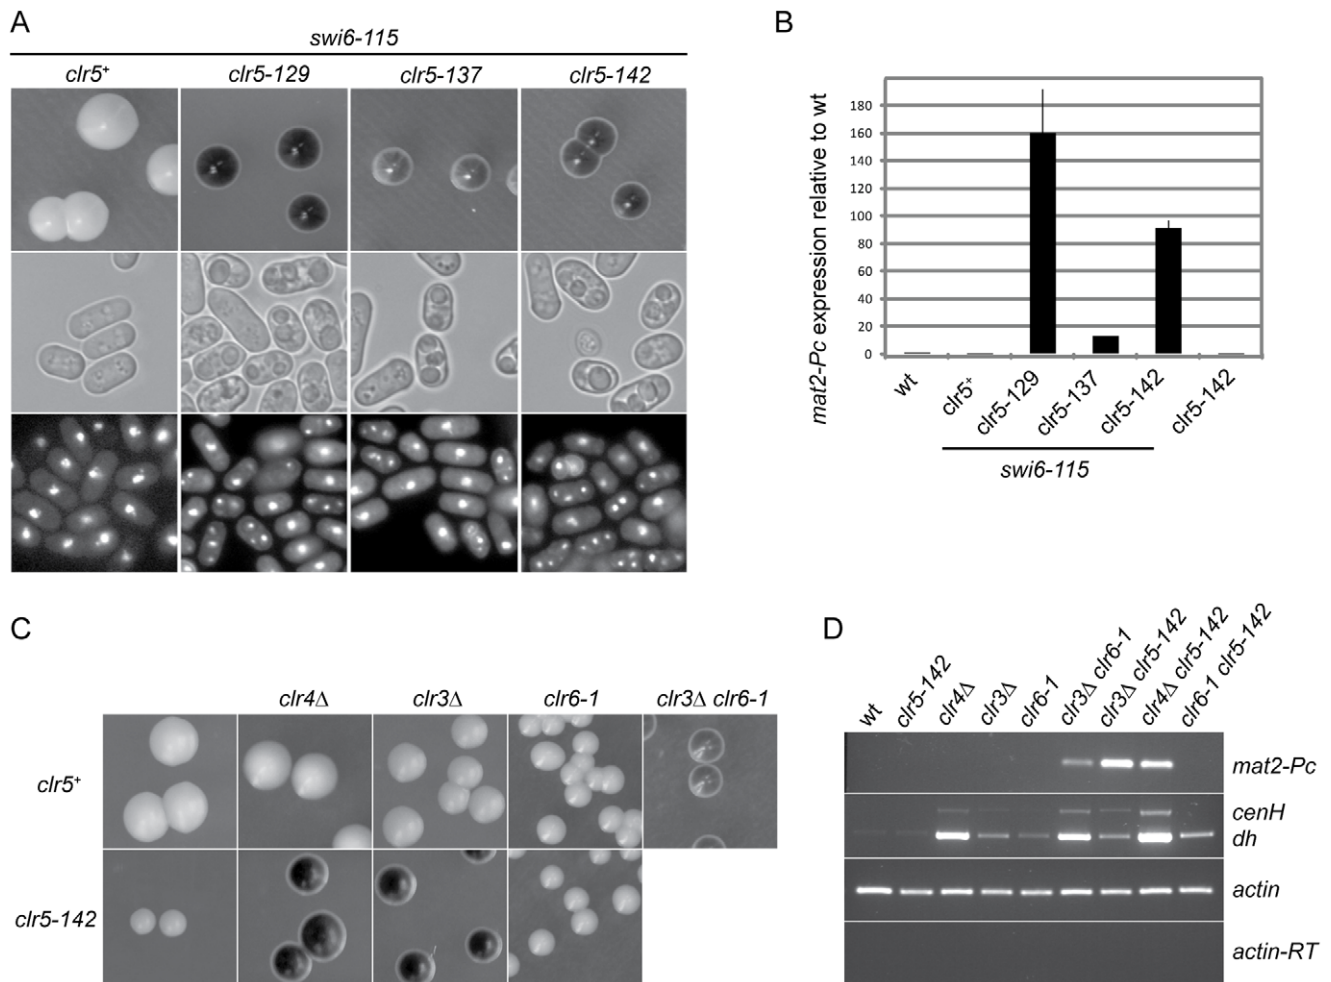 A
swi6-115
clr5+ clr5-129 clr5-137 clr5-142
B
mat2-Pc expression relative to wt
180
160
140
120
100
80
60
40
20
0
wt clr5+ clr5-129 clr5-137 clr5-142 clr5-142
swi6-115
C
clr4Δ clr3Δ clr6-1 clr3Δ clr6-1
clr5+
clr5-142
D
wt clr5-142 clr4Δ clr3Δ clr6-1 clr3Δ clr6-1 clr3Δ clr5-142 clr4Δ clr5-142 clr6-1 clr5-142
mat2-Pc
cenH
dh
actin
actin-RT